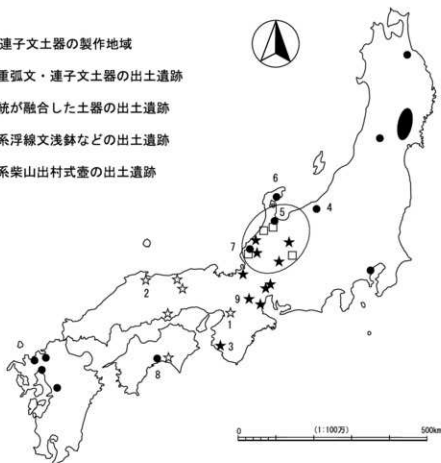 連子文土器の製作地域
重弧文・連子文土器の出土遺跡
統が融合した土器の出土遺跡
系浮線文浅鉢などの出土遺跡
系柴山出村式壺の出土遺跡
6
5
4
7
2
9
1
3
8
0
(1:100万)
500km